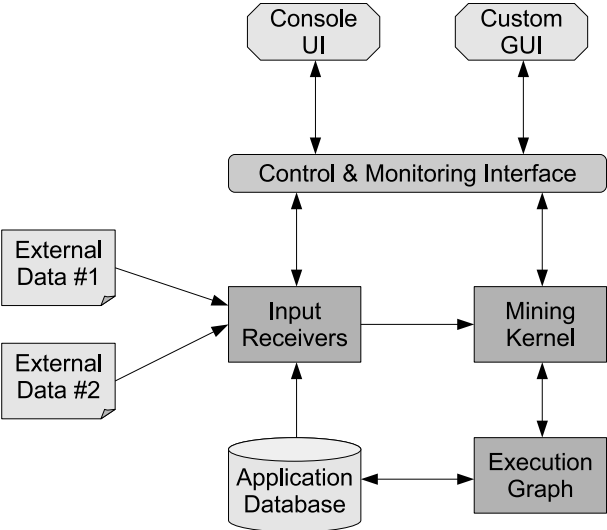 Console
UI
Custom
GUI
Control & Monitoring Interface
External
Data #1
Input
Receivers
Mining
Kernel
External
Data #2
Application
Database
Execution
Graph